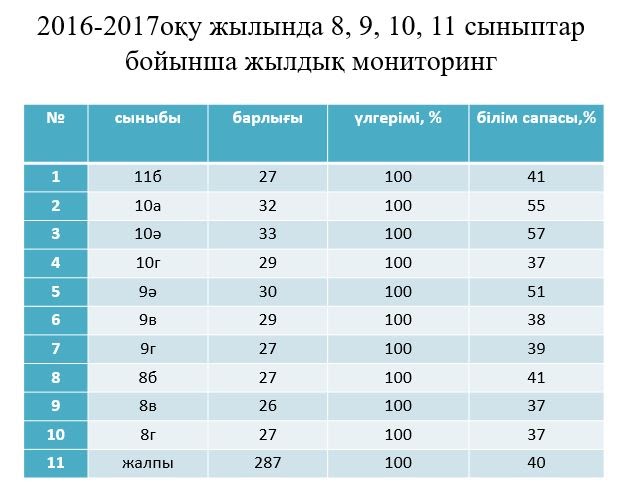 2016-2017оқу жылында 8, 9, 10, 11 сыныптар
бойынша жылдық мониторинг
№ сыныбы барлығы үлгерімі, % білім сапасы,%
1 11б 27 100 41
2 10а 32 100 55
3 10ә 33 100 57
4 10г 29 100 37
5 9ә 30 100 51
6 9в 29 100 38
7 9г 27 100 39
8 8б 27 100 41
9 8в 26 100 37
10 8г 27 100 37
11 жалпы 287 100 40